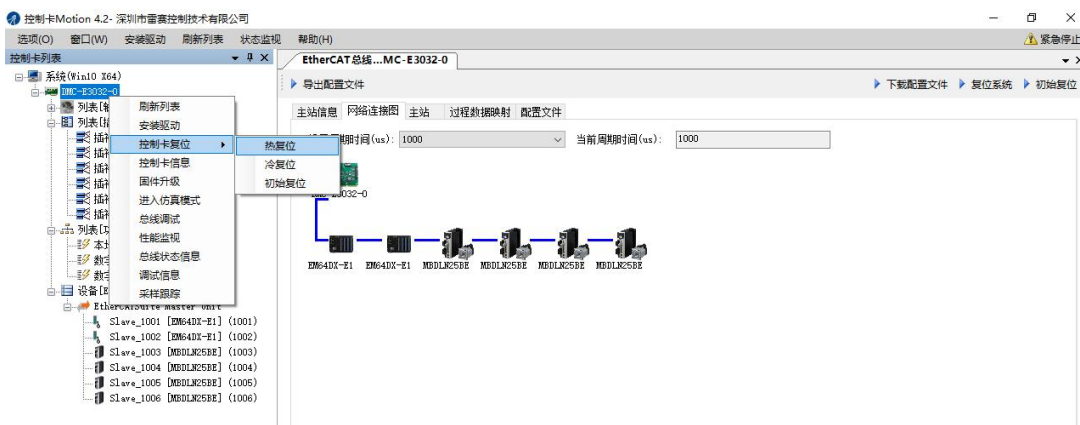 控制卡Motion 4.2- 深圳市雷赛控制技术有限公司
选项(O) 窗口(W) 安装驱动 刷新列表 状态监视 帮助(H) 紧急停止
控制卡列表
EtherCAT总线...MC-E3032-0
系统(Win10 X64)
DMC-E3032-0
导出配置文件 下载配置文件 复位系统 初始复位
主站信息 网络连接图 主站 过程数据映射 配置文件
周期时间(us): 1000 当前周期时间(us): 1000
刷新列表
安装驱动
控制卡复位
控制卡信息
固件升级
进入仿真模式
总线调试
性能监视
总线状态信息
调试信息
采样跟踪
热复位
冷复位
初始复位
EM64DX-E1 EM64DX-E1 MBDLN25BE MBDLN25BE MBDLN25BE MBDLN25BE
Slave_1001 [EM64DX-E1] (1001)
Slave_1002 [EM64DX-E1] (1002)
Slave_1003 [MBDLN25BE] (1003)
Slave_1004 [MBDLN25BE] (1004)
Slave_1005 [MBDLN25BE] (1005)
Slave_1006 [MBDLN25BE] (1006)